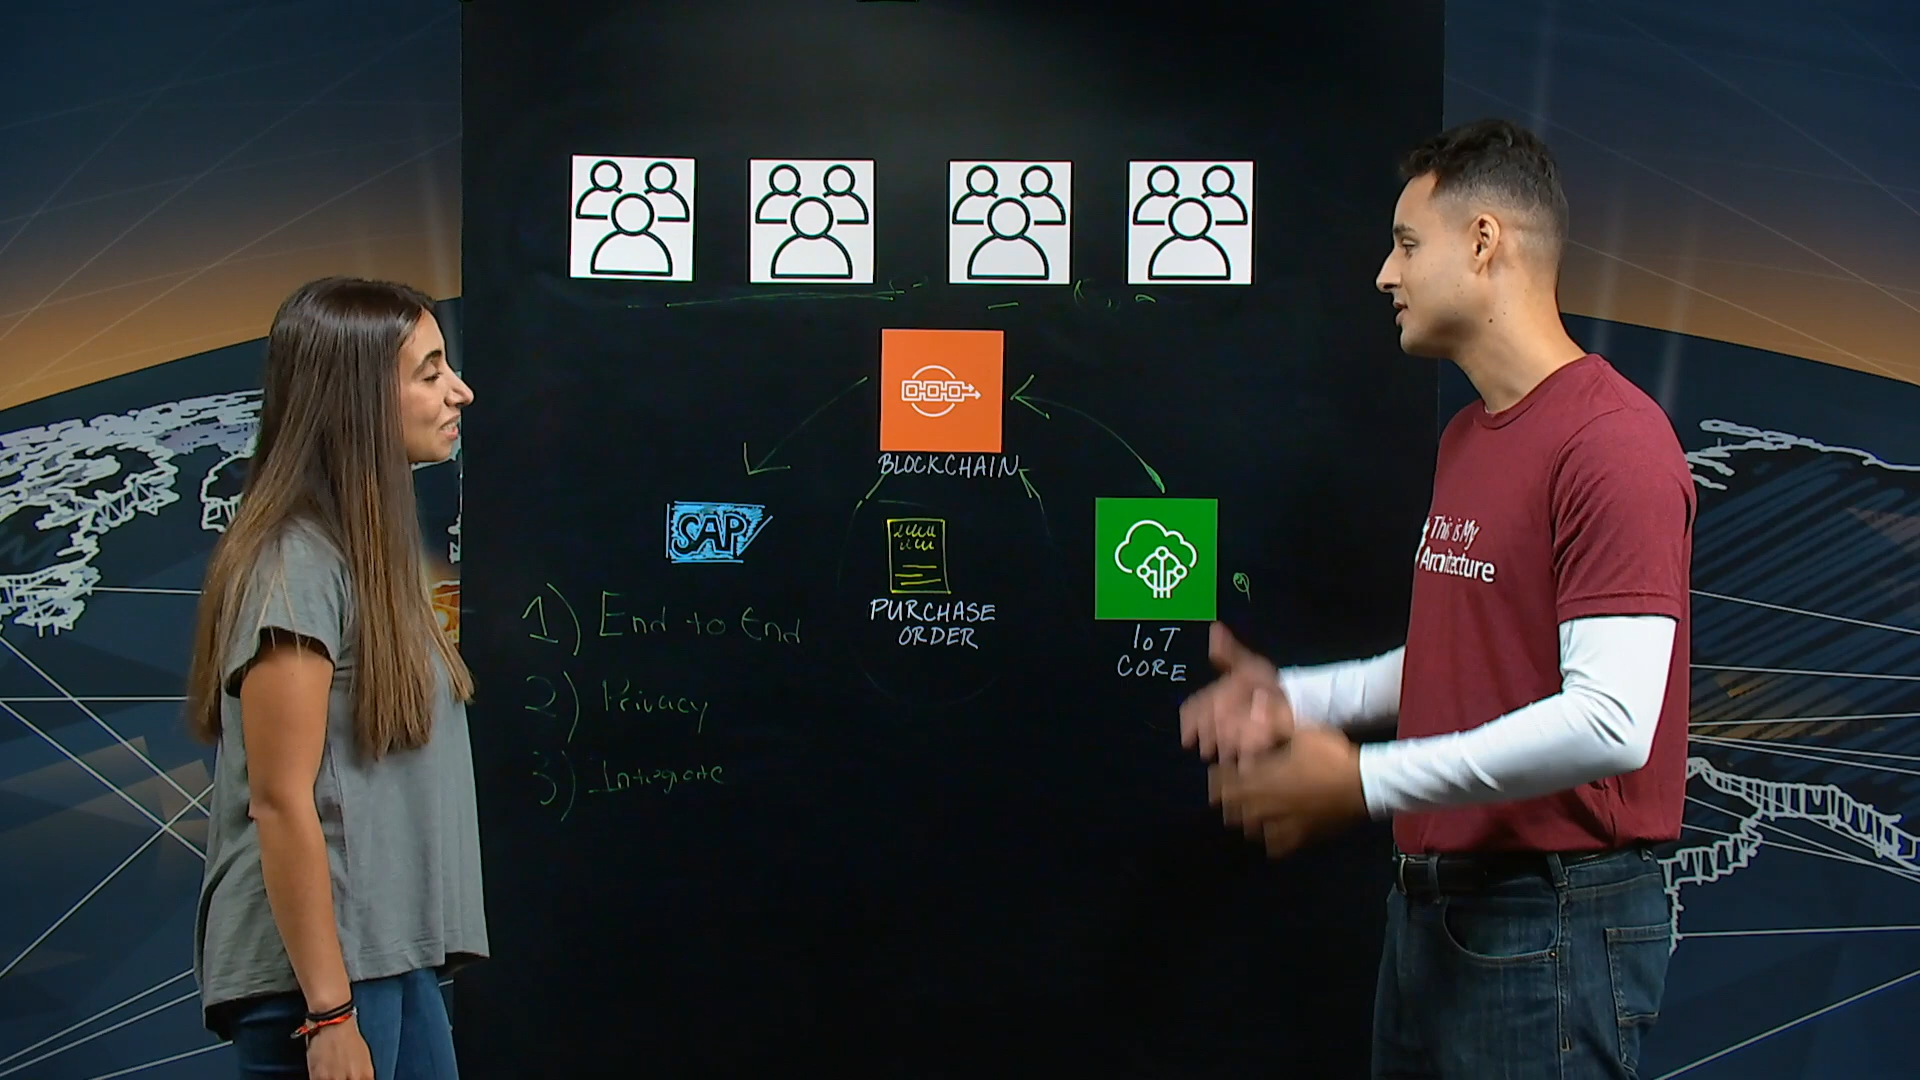 BLOCKCHAIN
SAP
PURCHASE
ORDER
IoT
CORE
1) End to End
2) Privacy
3) Integrate
This is My
Architecture